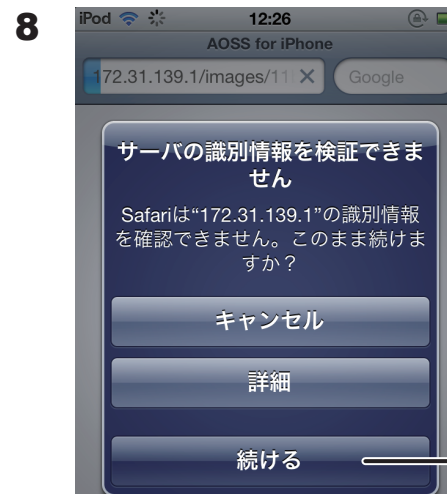 8
iPod 12:26
AOSS for iPhone
172.31.139.1/images/11
Google
サーバの識別情報を検証できま
せん
Safariは“172.31.139.1”の識別情報
を確認できません。このまま続けま
すか？
キャンセル
詳細
続ける